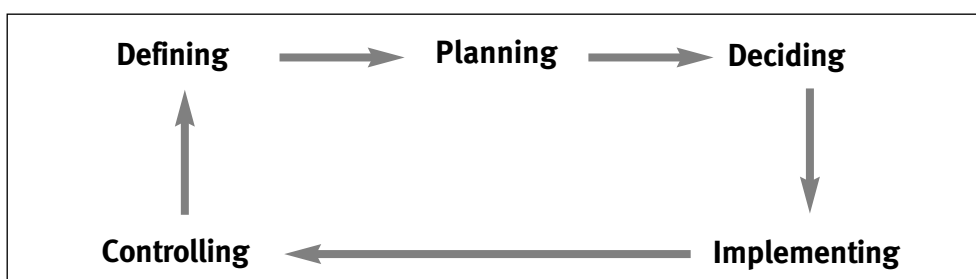 Defining Planning Deciding
Controlling Implementing